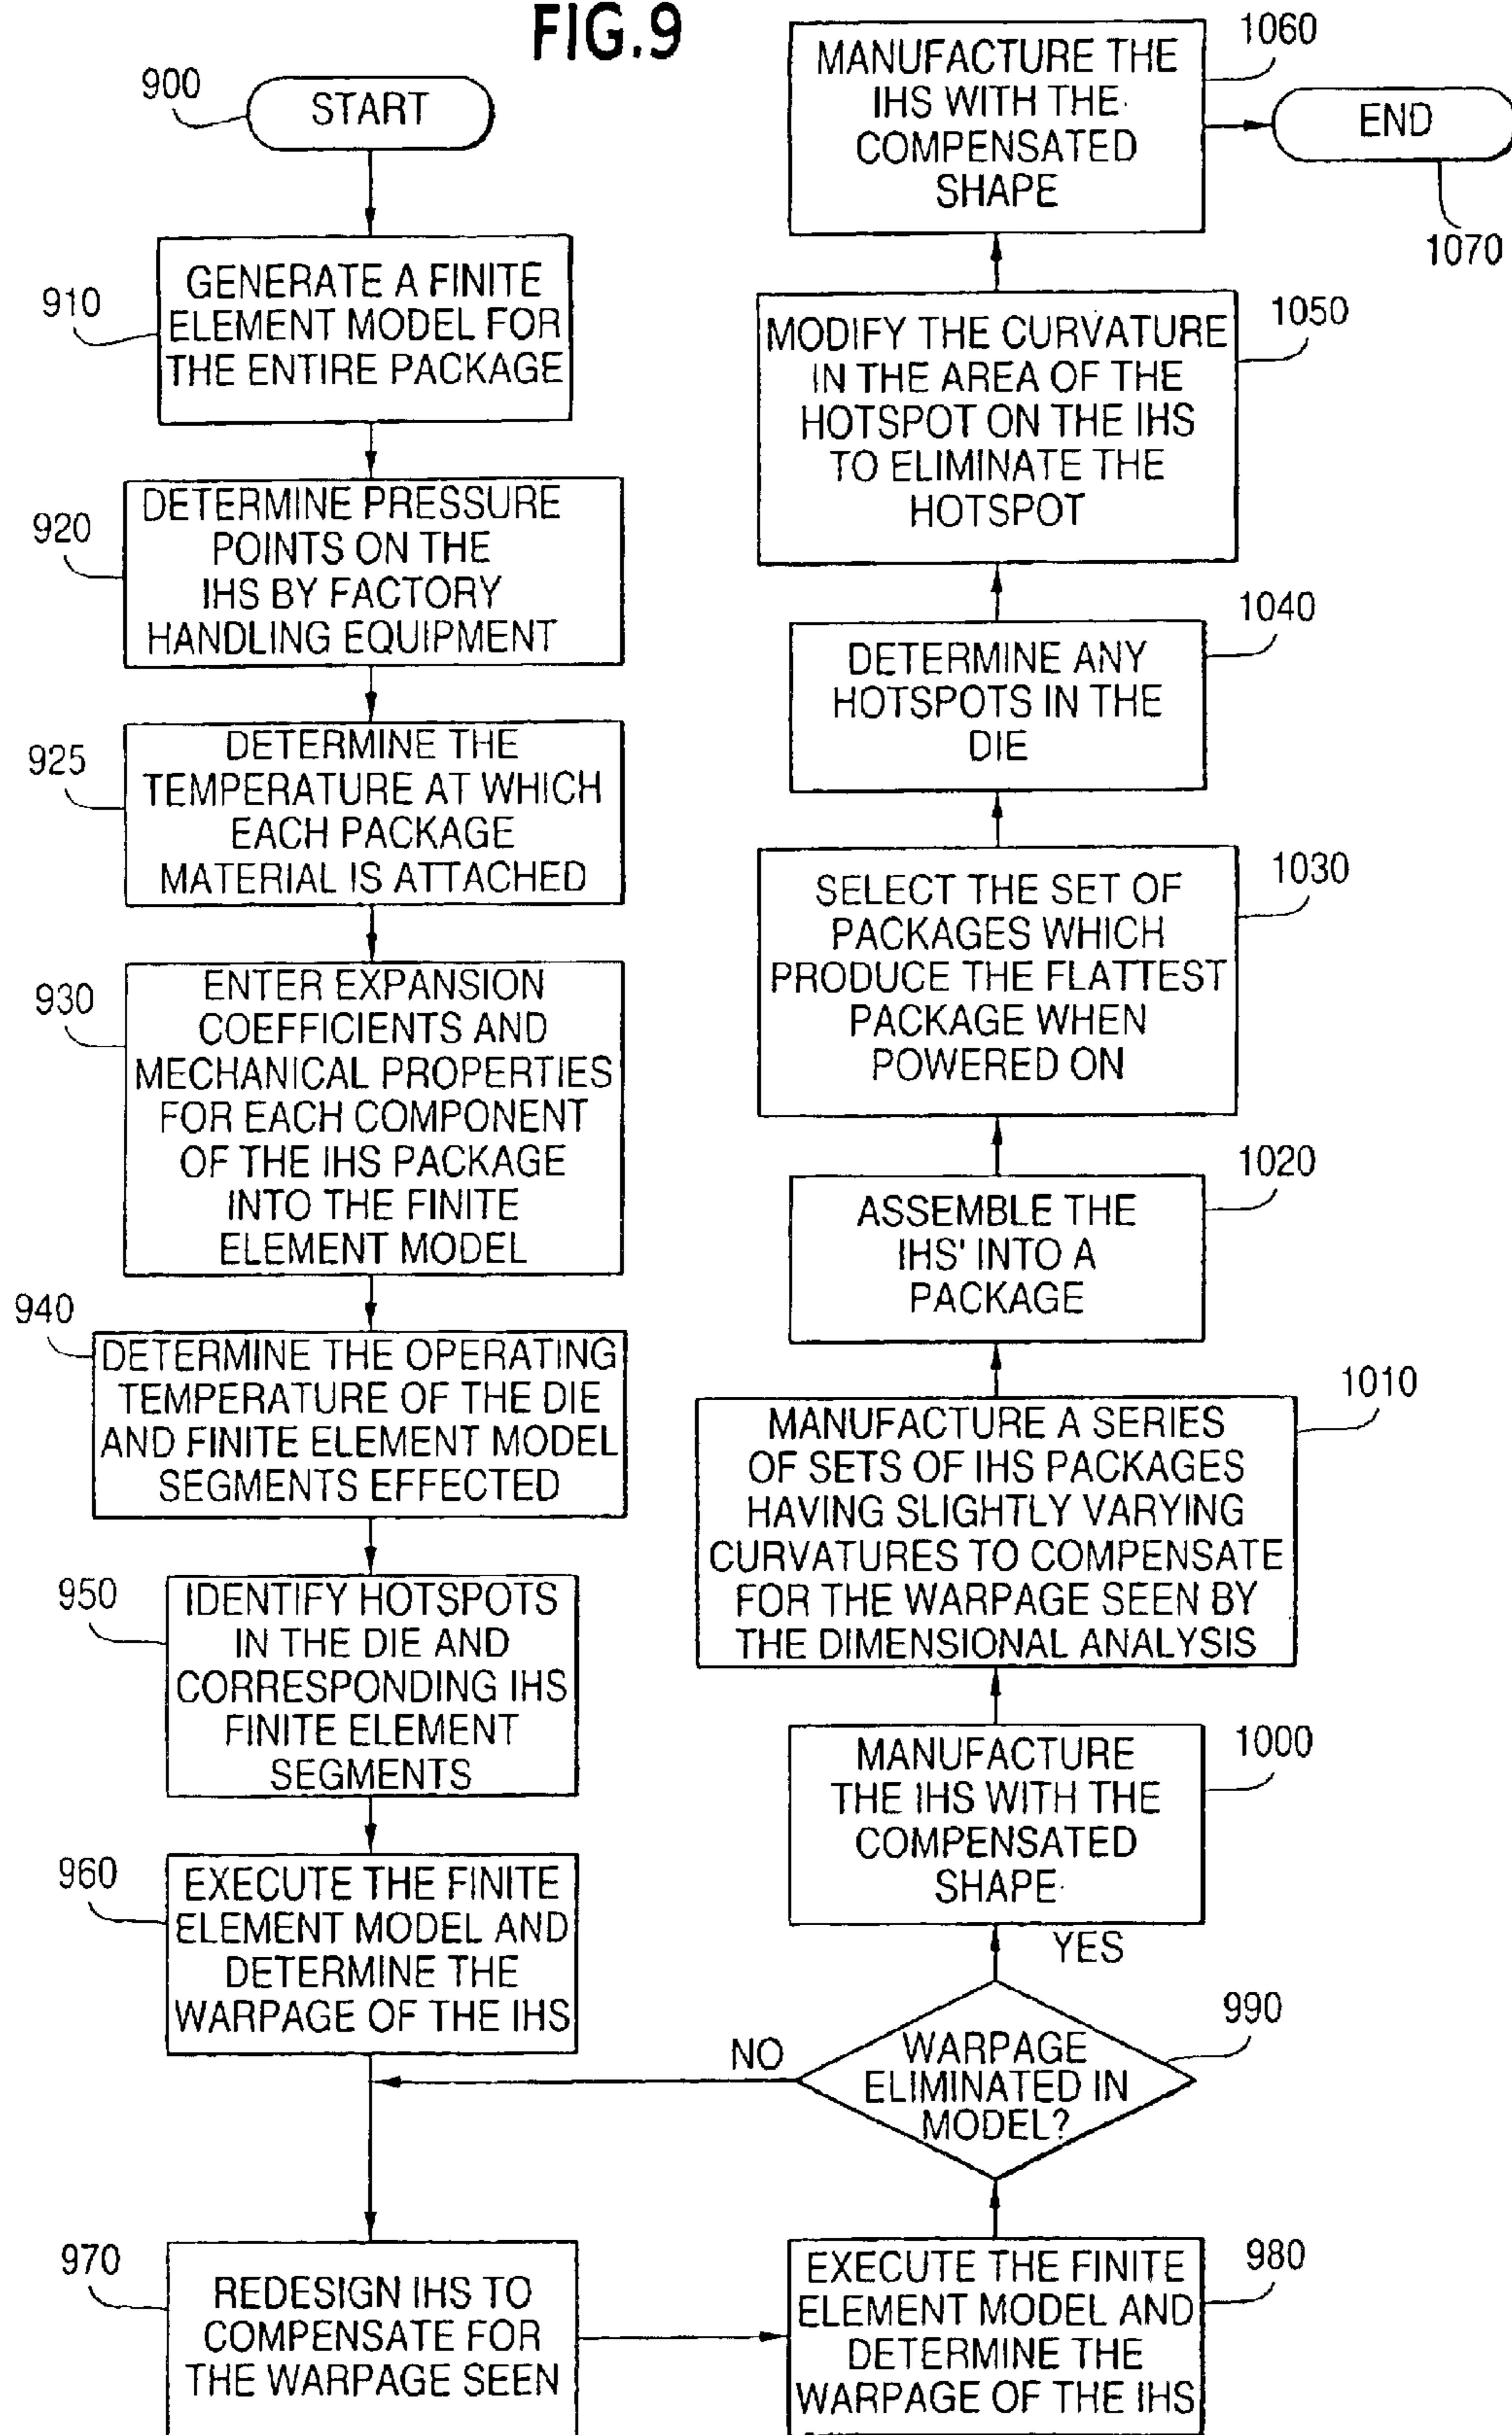 FIG.9
900
START
910
GENERATE A FINITE
ELEMENT MODEL FOR
THE ENTIRE PACKAGE
920
DETERMINE PRESSURE
POINTS ON THE
IHS BY FACTORY
HANDLING EQUIPMENT
925
DETERMINE THE
TEMPERATURE AT WHICH
EACH PACKAGE
MATERIAL IS ATTACHED
930
ENTER EXPANSION
COEFFICIENTS AND
MECHANICAL PROPERTIES
FOR EACH COMPONENT
OF THE IHS PACKAGE
INTO THE FINITE
ELEMENT MODEL
940
DETERMINE THE OPERATING
TEMPERATURE OF THE DIE
AND FINITE ELEMENT MODEL
SEGMENTS EFFECTED
950
IDENTIFY HOTSPOTS
IN THE DIE AND
CORRESPONDING IHS
FINITE ELEMENT
SEGMENTS
960
EXECUTE THE FINITE
ELEMENT MODEL AND
DETERMINE THE
WARPAGE OF THE IHS
970
REDESIGN IHS TO
COMPENSATE FOR
THE WARPAGE SEEN
980
EXECUTE THE FINITE
ELEMENT MODEL AND
DETERMINE THE
WARPAGE OF THE IHS
990
WARPAGE
ELIMINATED IN
MODEL?
NO
YES
1000
MANUFACTURE
THE IHS WITH THE
COMPENSATED
SHAPE
1010
MANUFACTURE A SERIES
OF SETS OF IHS PACKAGES
HAVING SLIGHTLY VARYING
CURVATURES TO COMPENSATE
FOR THE WARPAGE SEEN BY
THE DIMENSIONAL ANALYSIS
1020
ASSEMBLE THE
IHS' INTO A
PACKAGE
1030
SELECT THE SET OF
PACKAGES WHICH
PRODUCE THE FLATTEST
PACKAGE WHEN
POWERED ON
1040
DETERMINE ANY
HOTSPOTS IN THE
DIE
1050
MODIFY THE CURVATURE
IN THE AREA OF THE
HOTSPOT ON THE IHS
TO ELIMINATE THE
HOTSPOT
1060
MANUFACTURE THE
IHS WITH THE
COMPENSATED
SHAPE
END
1070